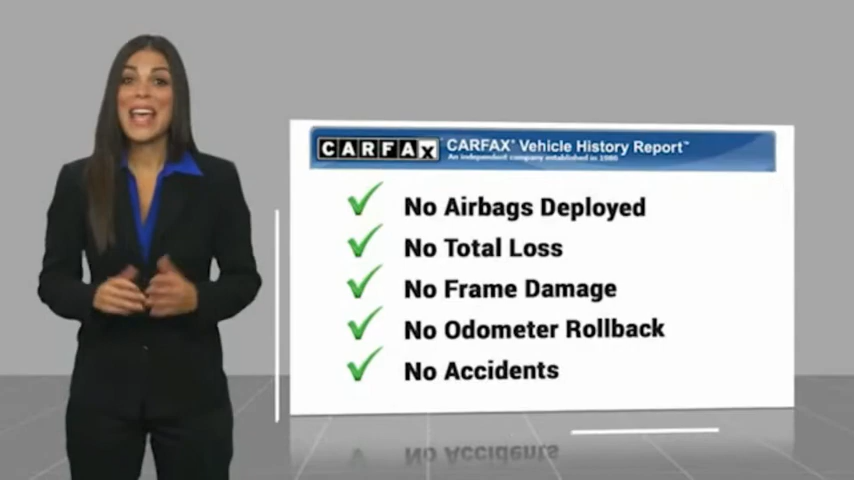 CARFAX CARFAX® Vehicle History Report™
An independent company established in 1986
No Airbags Deployed
No Total Loss
No Frame Damage
No Odometer Rollback
No Accidents
No Accidents